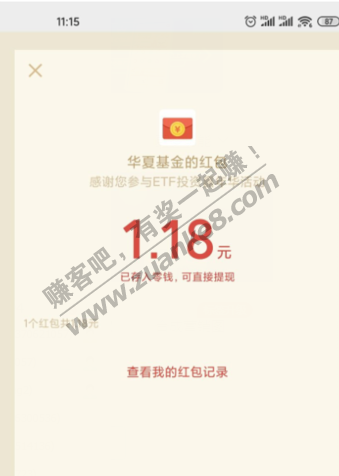 11:15
HD HD 87
¥
华夏基金的红包
感谢您参与ETF投资 华活动
1.18元
已存入零钱，可直接提现
1个红包共 元
查看我的红包记录
赚客吧，有奖一起赚！
www.zuanke8.com